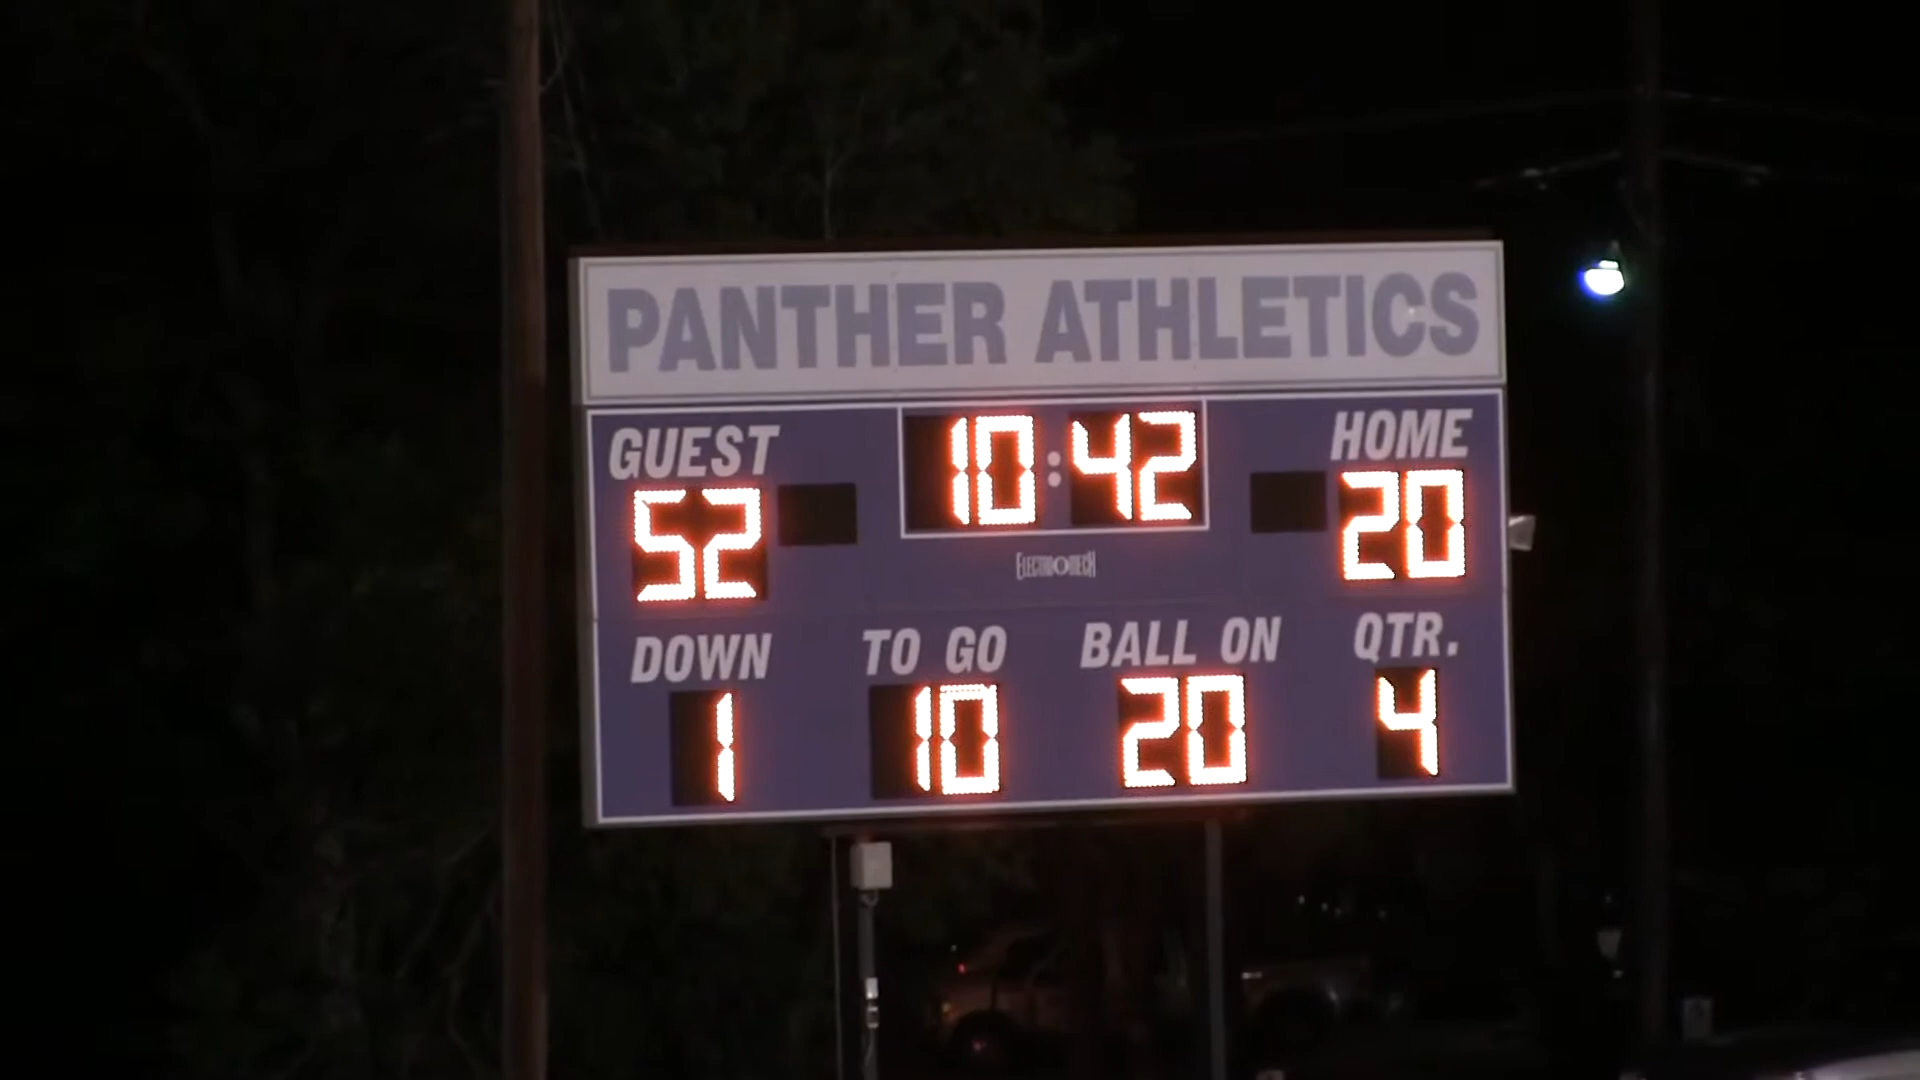 PANTHER ATHLETICS
GUEST 10:42 HOME
52 20
ELECTRO-MECH
DOWN TO GO BALL ON QTR.
1 10 20 4